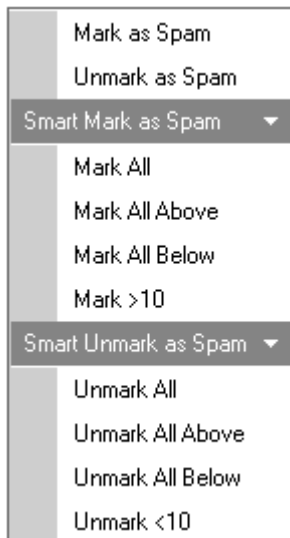 Mark as Spam
Unmark as Spam
Smart Mark as Spam
Mark All
Mark All Above
Mark All Below
Mark >10
Smart Unmark as Spam
Unmark All
Unmark All Above
Unmark All Below
Unmark <10